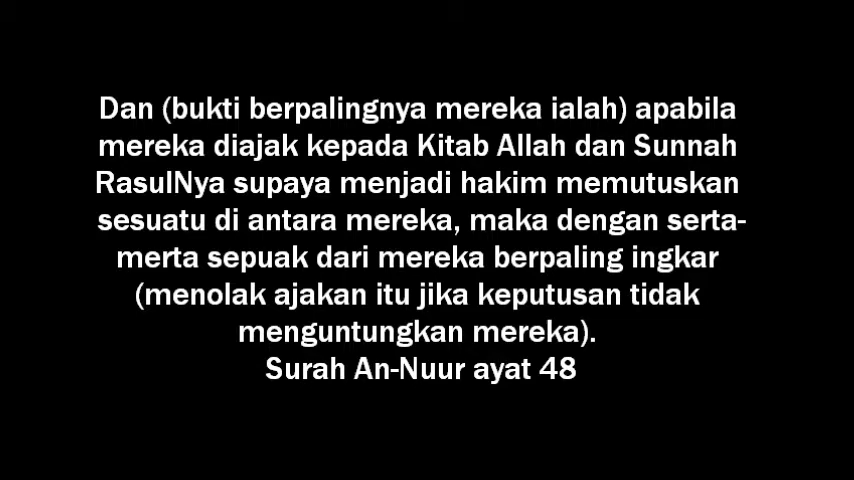 Dan (bukti berpalingnya mereka ialah) apabila
mereka diajak kepada Kitab Allah dan Sunnah
RasulNya supaya menjadi hakim memutuskan
sesuatu di antara mereka, maka dengan serta-
merta sepuak dari mereka berpaling ingkar
(menolak ajakan itu jika keputusan tidak
menguntungkan mereka).
Surah An-Nuur ayat 48